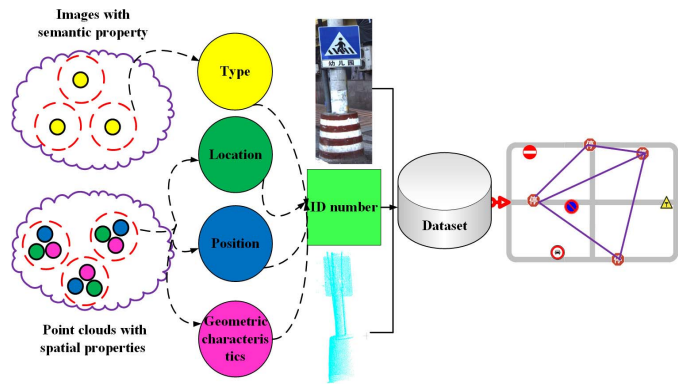 Images with
semantic property
Type
幼儿园
Location
ID number
Dataset
Position
Point clouds with
spatial properties
Geometric
characteris
tics